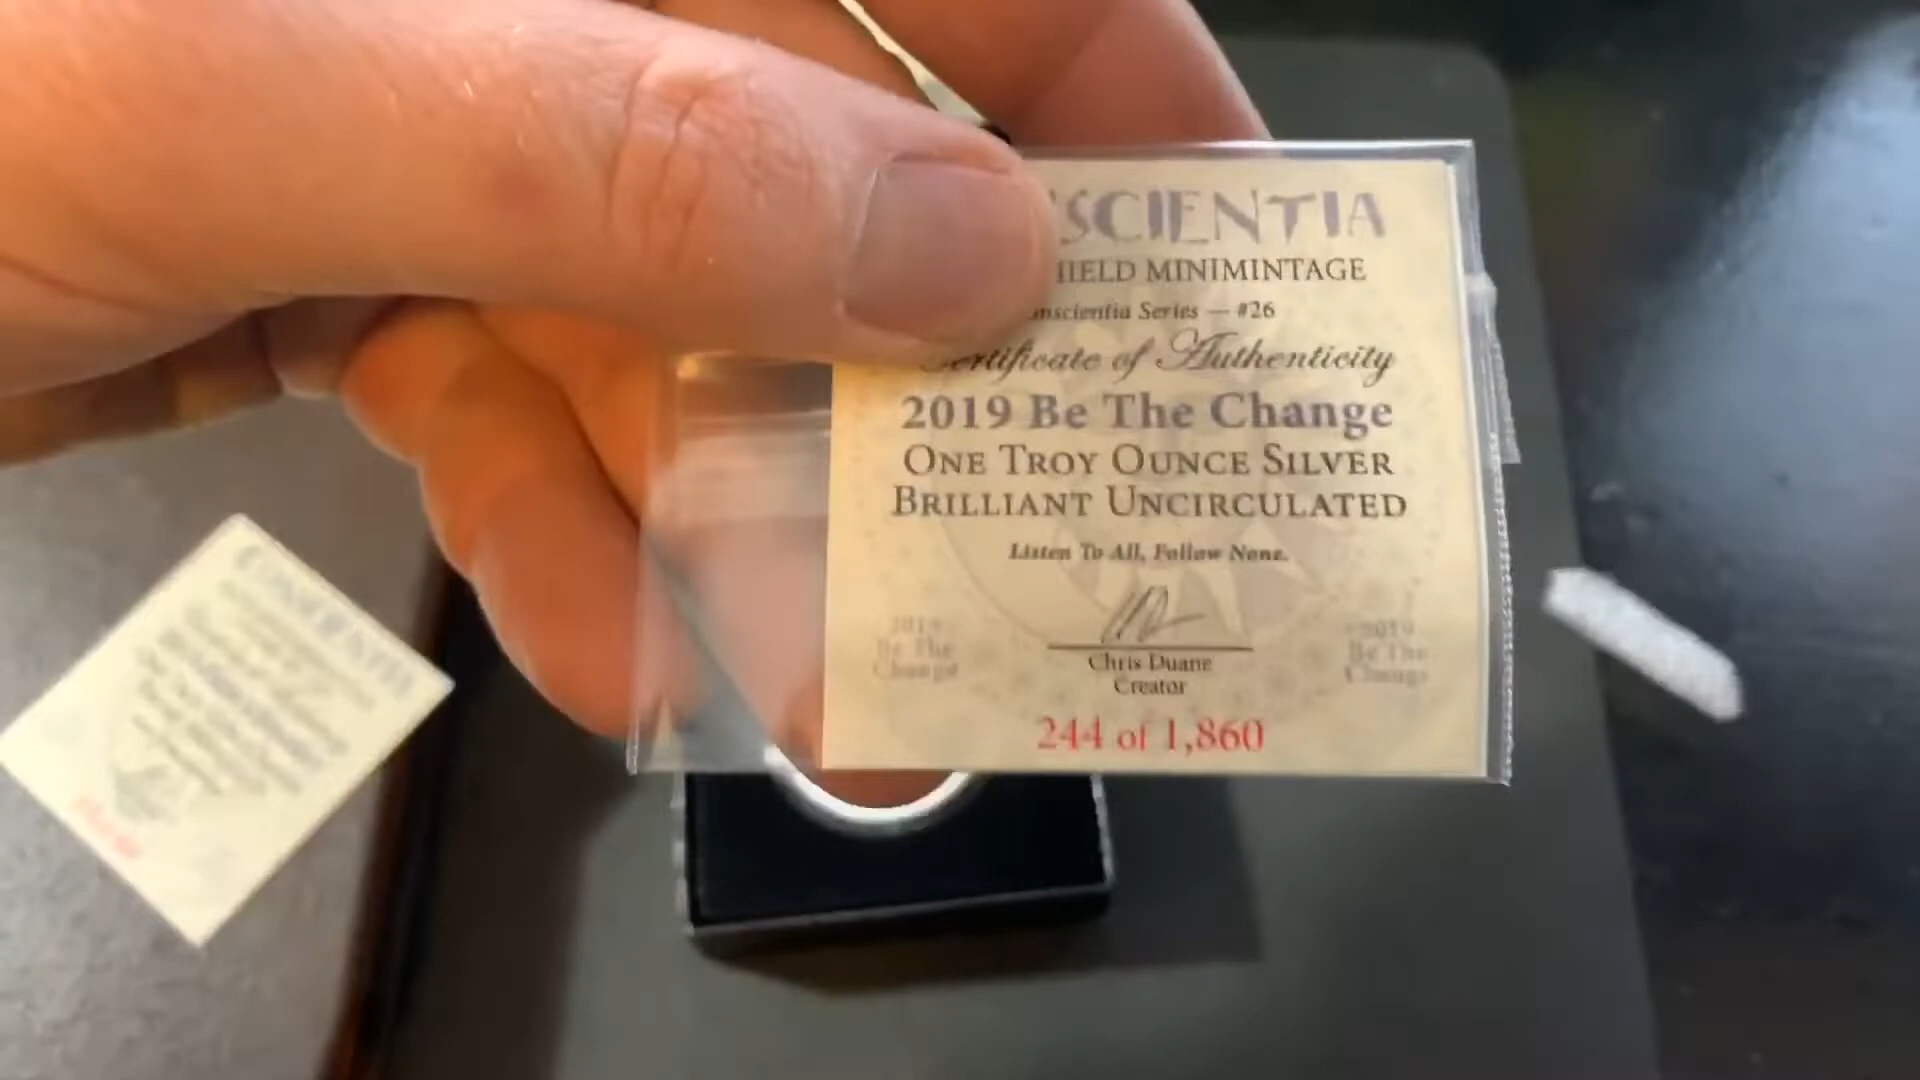 SCIENTIA
HIELD MINIMINTAGE
nscientia Series — #26
Certificate of Authenticity
2019 Be The Change
ONE TROY OUNCE SILVER
BRILLIANT UNCIRCULATED
Listen To All, Follow None.
2019
Be The
Change
Chris Duane
Creator
2019
Be The
Change
244 of 1,860